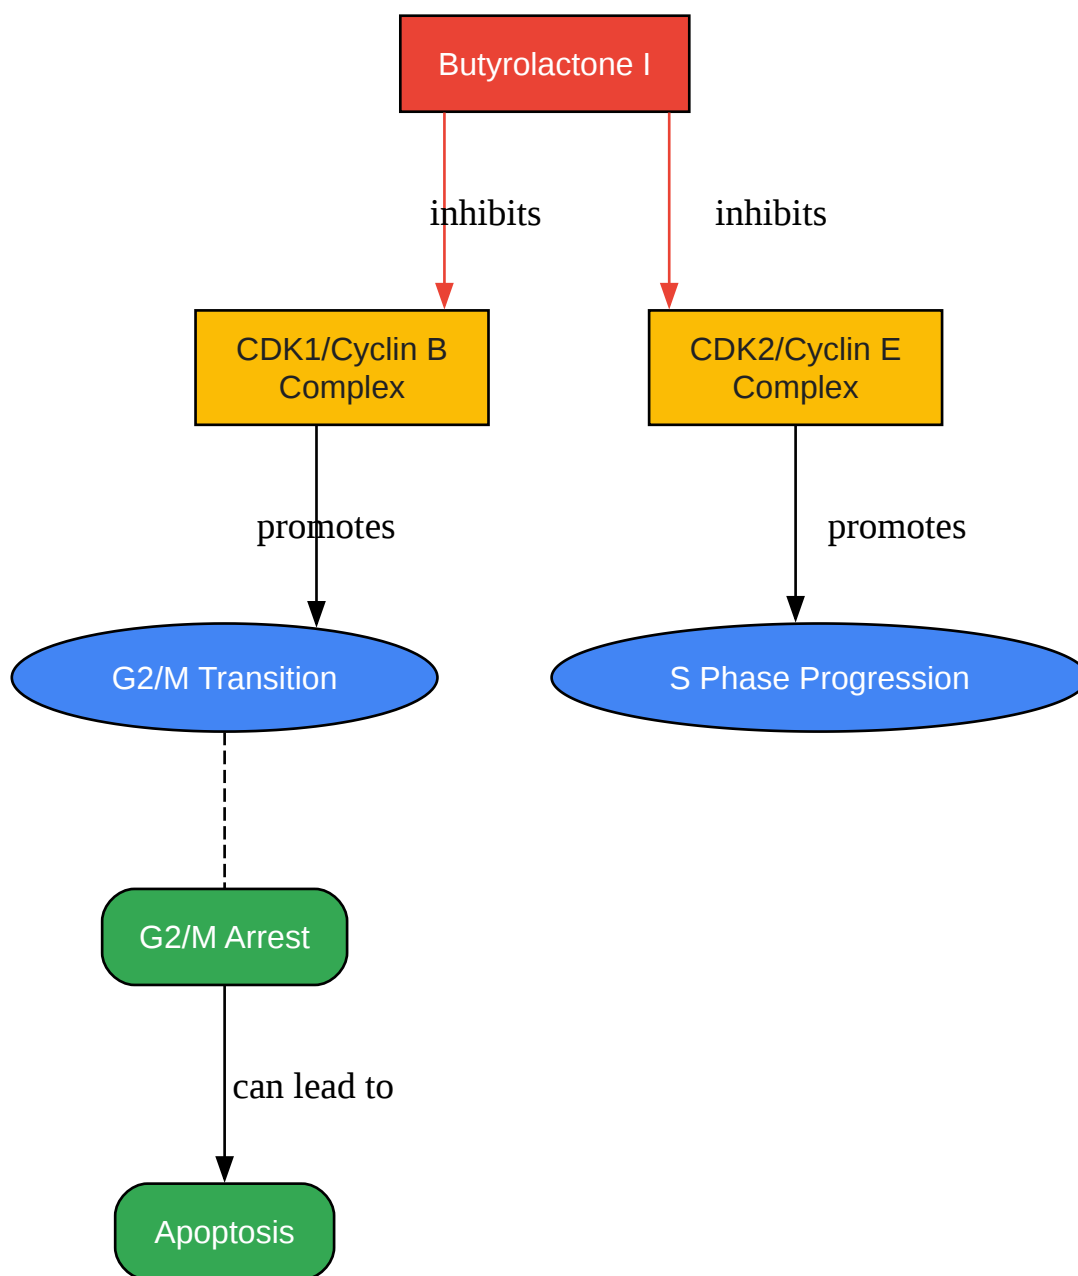 Butyrolactone I
inhibits
inhibits
CDK1/Cyclin B
Complex
CDK2/Cyclin E
Complex
promotes
promotes
G2/M Transition
S Phase Progression
G2/M Arrest
can lead to
Apoptosis